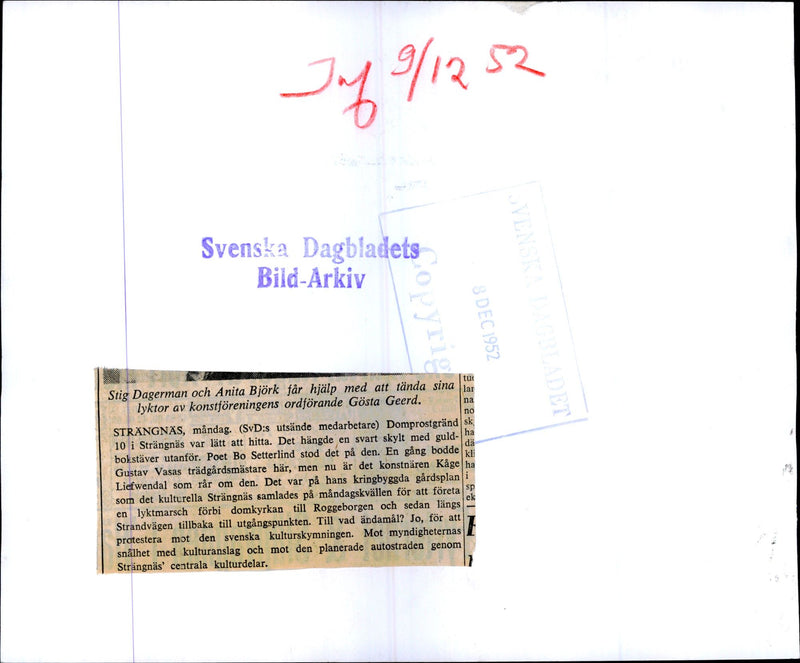 Inf 9/12 52
Svenska Dagbladets
Bild-Arkiv
SVENSKA DAGBLADET
8 DEC 1952
Copyrig
Stig Dagerman och Anita Björk får hjälp med att tända sina
lyktor av konstföreningens ordförande Gösta Geerd.
STRÄNGNÄS, måndag. (SvD:s utsände medarbetare) Domprostgränd
10 i Strängnäs var lätt att hitta. Det hängde en svart skylt med guld-
bokstäver utanför. Poet Bo Setterlind stod det på den. En gång bodde
Gustav Vasas trädgårdsmästare här, men nu är det konstnären Kåge
Liefwendal som rår om den. Det var på hans kringbyggda gårdsplan
som det kulturella Strängnäs samlades på måndagskvällen för att företa
en lyktmarsch förbi domkyrkan till Roggeborgen och sedan längs
Strandvägen tillbaka till utgångspunkten. Till vad ändamål? Jo, för att
protestera mot den svenska kulturskymningen. Mot myndigheternas
snålhet med kulturanslag och mot den planerade autostraden genom
Strängnäs' centrala kulturdelar.